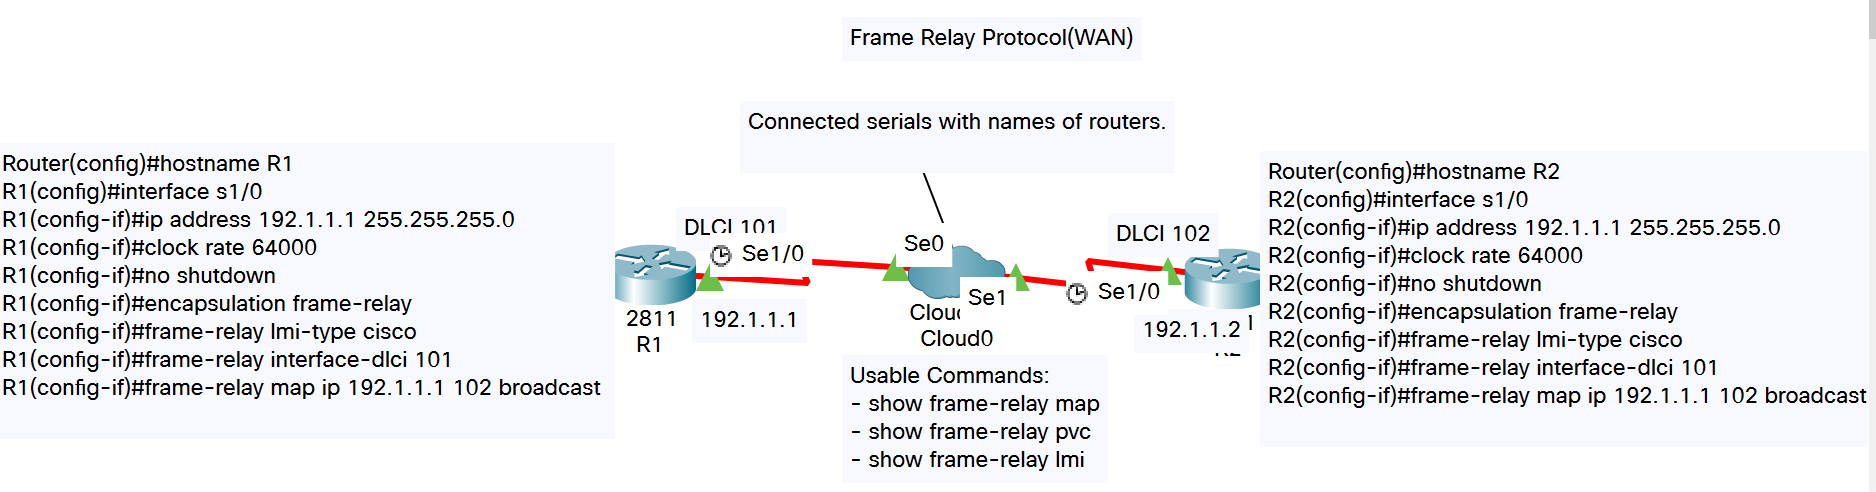 Frame Relay Protocol(WAN)
Connected serials with names of routers.
Router(config)#hostname R1
R1(config)#interface s1/0
R1(config-if)#ip address 192.1.1.1 255.255.255.0
R1(config-if)#clock rate 64000
R1(config-if)#no shutdown
R1(config-if)#encapsulation frame-relay
R1(config-if)#frame-relay lmi-type cisco
R1(config-if)#frame-relay interface-dlci 101
R1(config-if)#frame-relay map ip 192.1.1.1 102 broadcast
DLCI 101
Se1/0
2811
R1
192.1.1.1
Se0
Se1
Cloud0
DLCI 102
Se1/0
192.1.1.2
Usable Commands:
- show frame-relay map
- show frame-relay pvc
- show frame-relay lmi
Router(config)#hostname R2
R2(config)#interface s1/0
R2(config-if)#ip address 192.1.1.1 255.255.255.0
R2(config-if)#clock rate 64000
R2(config-if)#no shutdown
R2(config-if)#encapsulation frame-relay
R2(config-if)#frame-relay lmi-type cisco
R2(config-if)#frame-relay interface-dlci 101
R2(config-if)#frame-relay map ip 192.1.1.1 102 broadcast